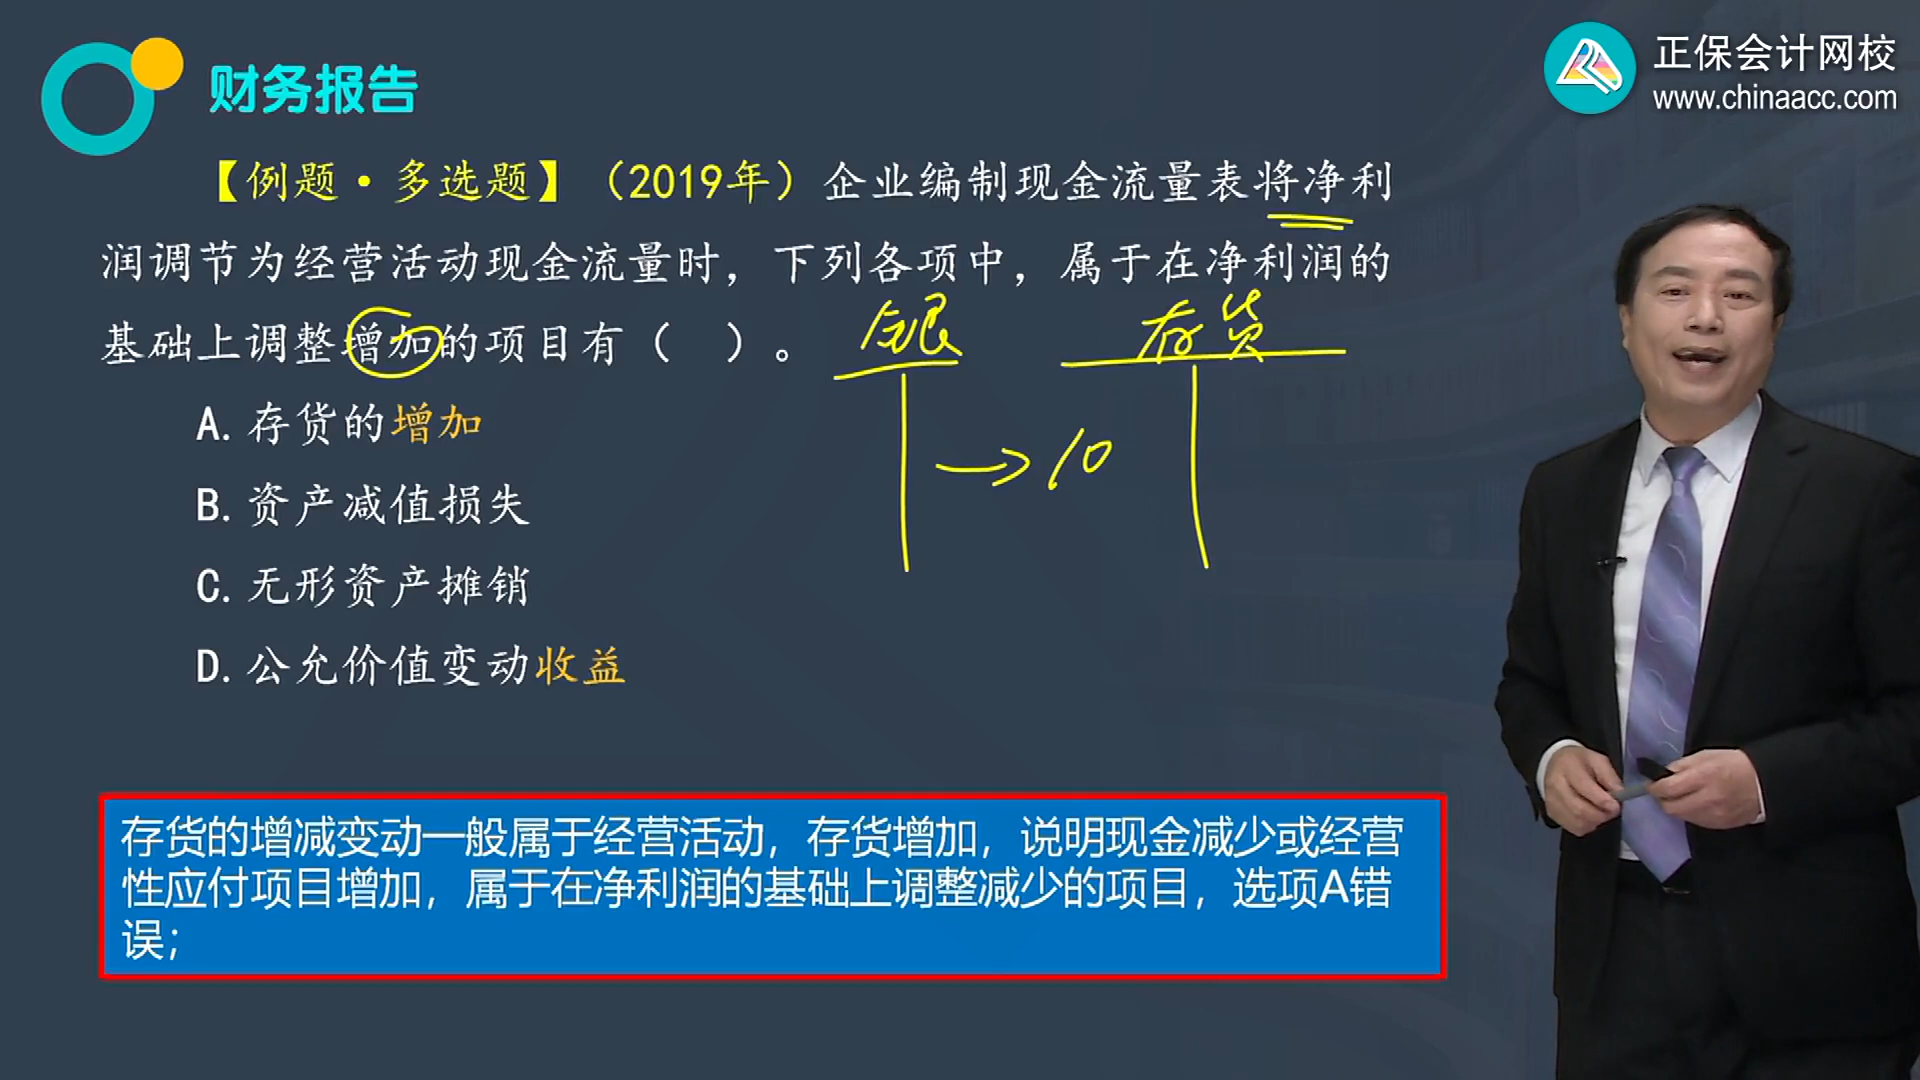 财务报告
正保会计网校
www.chinaacc.com
【例题·多选题】（2019年）企业编制现金流量表将净利
润调节为经营活动现金流量时，下列各项中，属于在净利润的
基础上调整增加的项目有（ ）。
银
存货
A. 存货的增加
→10
B. 资产减值损失
C. 无形资产摊销
D. 公允价值变动收益
存货的增减变动一般属于经营活动，存货增加，说明现金减少或经营
性应付项目增加，属于在净利润的基础上调整减少的项目，选项A错
误；